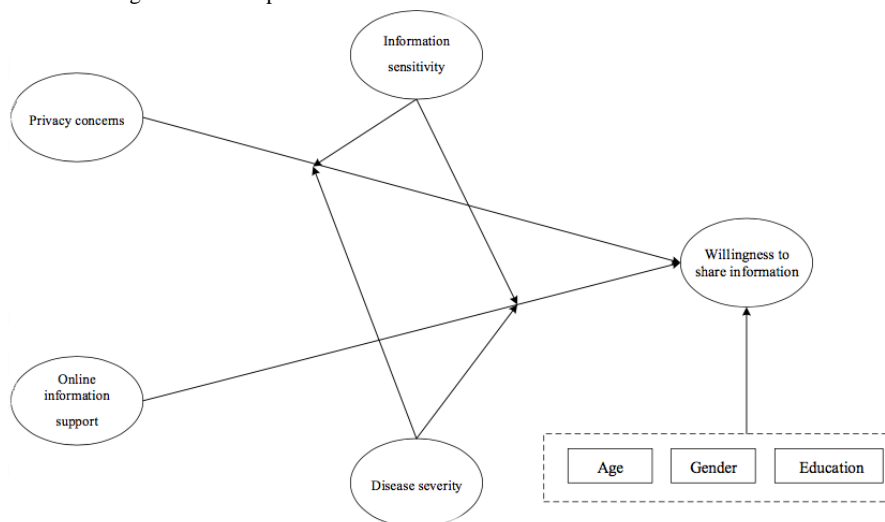 Information
sensitivity
Privacy concerns
Willingness to
share information
Online
information
support
Disease severity
Age
Gender
Education